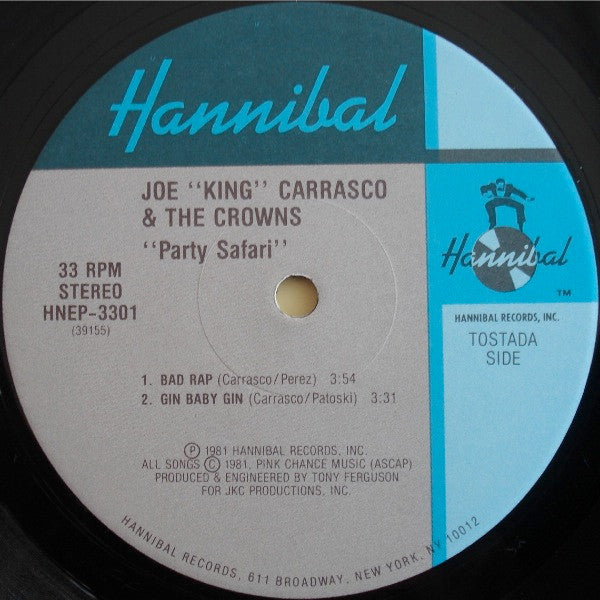 Hannibal
JOE "KING" CARRASCO
& THE CROWNS
"Party Safari"
33 RPM
STEREO
HNEP-3301
(39155)
Hannibal
TM
HANNIBAL RECORDS, INC.
TOSTADA
SIDE
1. BAD RAP (Carrasco/Perez) 3:54
2. GIN BABY GIN (Carrasco/Patoski) 3:31
Ⓟ 1981 HANNIBAL RECORDS, INC.
ALL SONGS Ⓒ 1981, PINK CHANCE MUSIC (ASCAP)
PRODUCED & ENGINEERED BY TONY FERGUSON
FOR JKC PRODUCTIONS, INC.
HANNIBAL RECORDS, 611 BROADWAY, NEW YORK, NY 10012